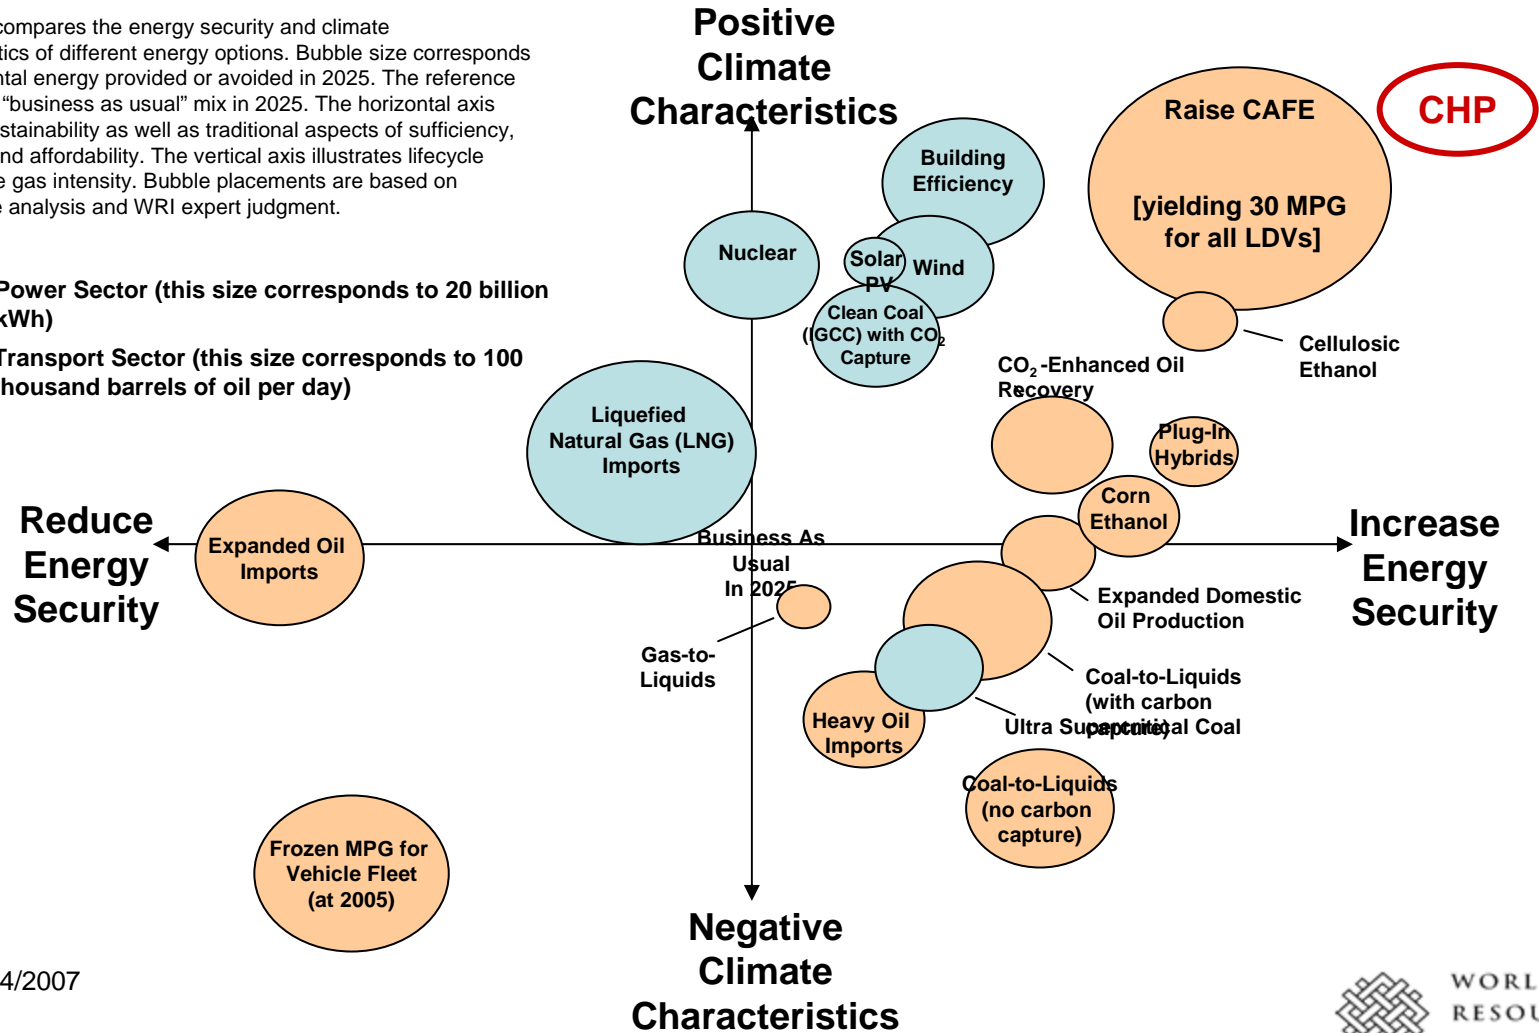 compares the energy security and climate
tics of different energy options. Bubble size corresponds
ntal energy provided or avoided in 2025. The reference
“business as usual” mix in 2025. The horizontal axis
stainability as well as traditional aspects of sufficiency,
nd affordability. The vertical axis illustrates lifecycle
e gas intensity. Bubble placements are based on
e analysis and WRI expert judgment.
Power Sector (this size corresponds to 20 billion
kWh)
Transport Sector (this size corresponds to 100
housand barrels of oil per day)
Positive
Climate
Characteristics
Raise CAFE
[yielding 30 MPG
for all LDVs]
CHP
Building
Efficiency
Nuclear
Solar
PV
Wind
Clean Coal
(IGCC) with CO2
Capture
Cellulosic
Ethanol
CO2-Enhanced Oil
Recovery
Liquefied
Natural Gas (LNG)
Imports
Plug-In
Hybrids
Corn
Ethanol
Reduce
Energy
Security
Expanded Oil
Imports
Business As
Usual
In 2025
Increase
Energy
Security
Expanded Domestic
Oil Production
Gas-to-
Liquids
Coal-to-Liquids
(with carbon
capture)
Ultra Supercritical Coal
Heavy Oil
Imports
Coal-to-Liquids
(no carbon
capture)
Frozen MPG for
Vehicle Fleet
(at 2005)
Negative
Climate
Characteristics
4/2007
WORL
RESOU